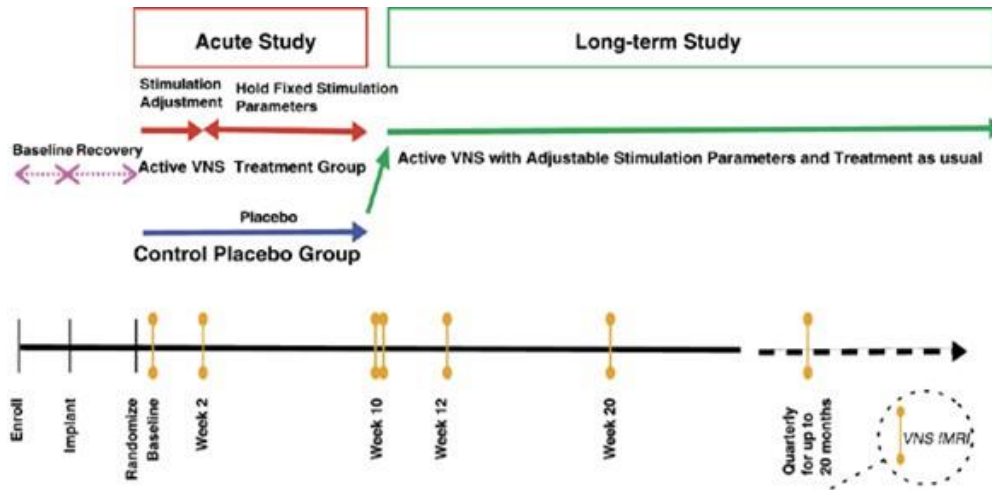 Acute Study
Long-term Study
Stimulation
Adjustment
Hold Fixed Stimulation
Parameters
Baseline Recovery
Active VNS Treatment Group
Active VNS with Adjustable Stimulation Parameters and Treatment as usual
Placebo
Control Placebo Group
Enroll
Implant
Randomize
Baseline
Week 2
Week 10
Week 12
Week 20
Quarterly
for up to
20 months
VNS fMRI